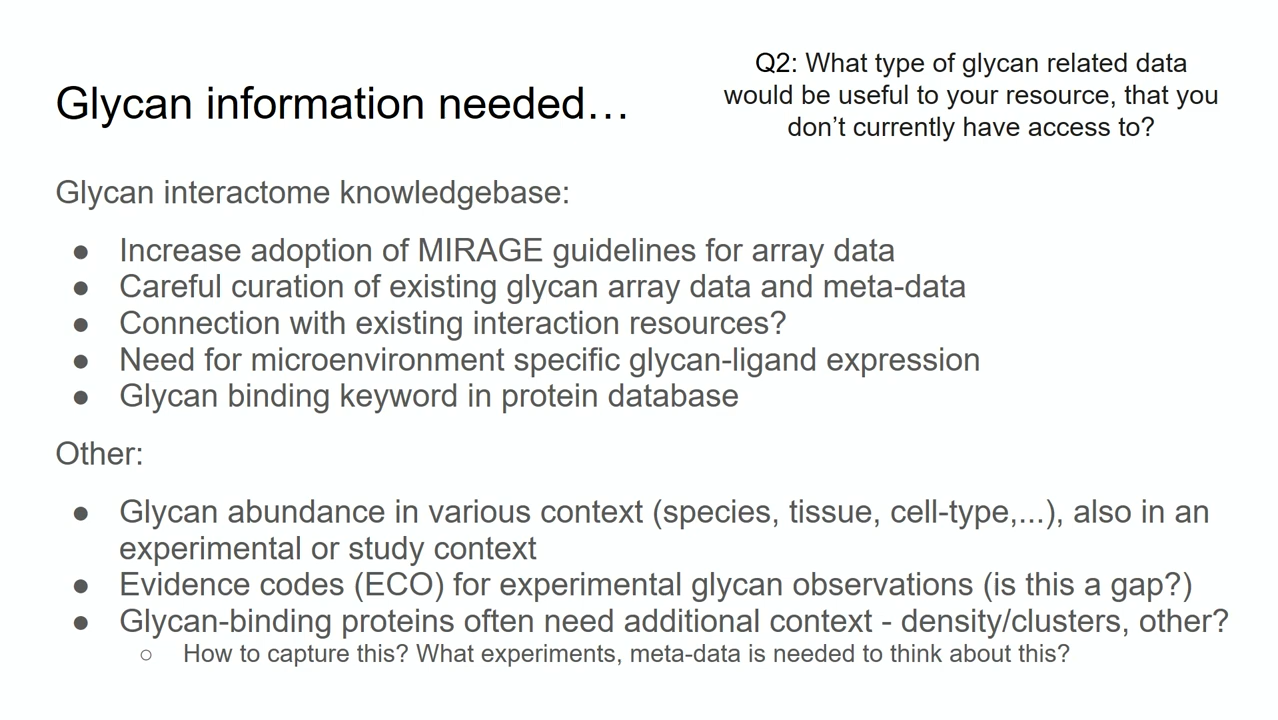 Glycan information needed…
Q2: What type of glycan related data
would be useful to your resource, that you
don’t currently have access to?
Glycan interactome knowledgebase:
● Increase adoption of MIRAGE guidelines for array data
● Careful curation of existing glycan array data and meta-data
● Connection with existing interaction resources?
● Need for microenvironment specific glycan-ligand expression
● Glycan binding keyword in protein database
Other:
● Glycan abundance in various context (species, tissue, cell-type,...), also in an
experimental or study context
● Evidence codes (ECO) for experimental glycan observations (is this a gap?)
● Glycan-binding proteins often need additional context - density/clusters, other?
○ How to capture this? What experiments, meta-data is needed to think about this?